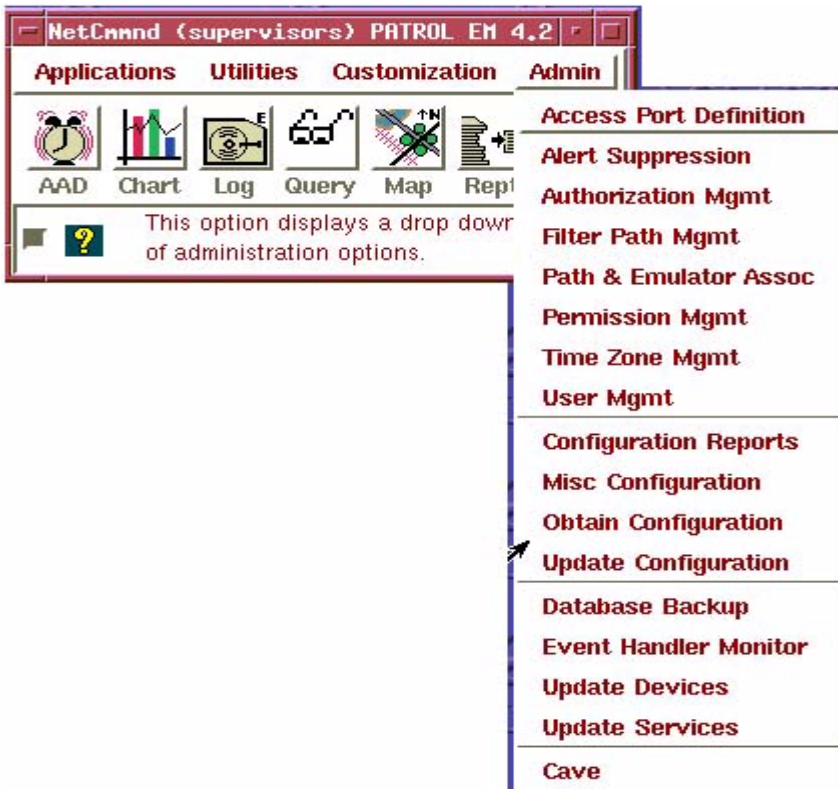 NetCmmnd (supervisors) PATROL EM 4.2
Applications Utilities Customization Admin
AAD Chart Log Query Map Rept
E
N
?
This option displays a drop down
of administration options.
Access Port Definition
Alert Suppression
Authorization Mgmt
Filter Path Mgmt
Path & Emulator Assoc
Permission Mgmt
Time Zone Mgmt
User Mgmt
Configuration Reports
Misc Configuration
Obtain Configuration
Update Configuration
Database Backup
Event Handler Monitor
Update Devices
Update Services
Cave